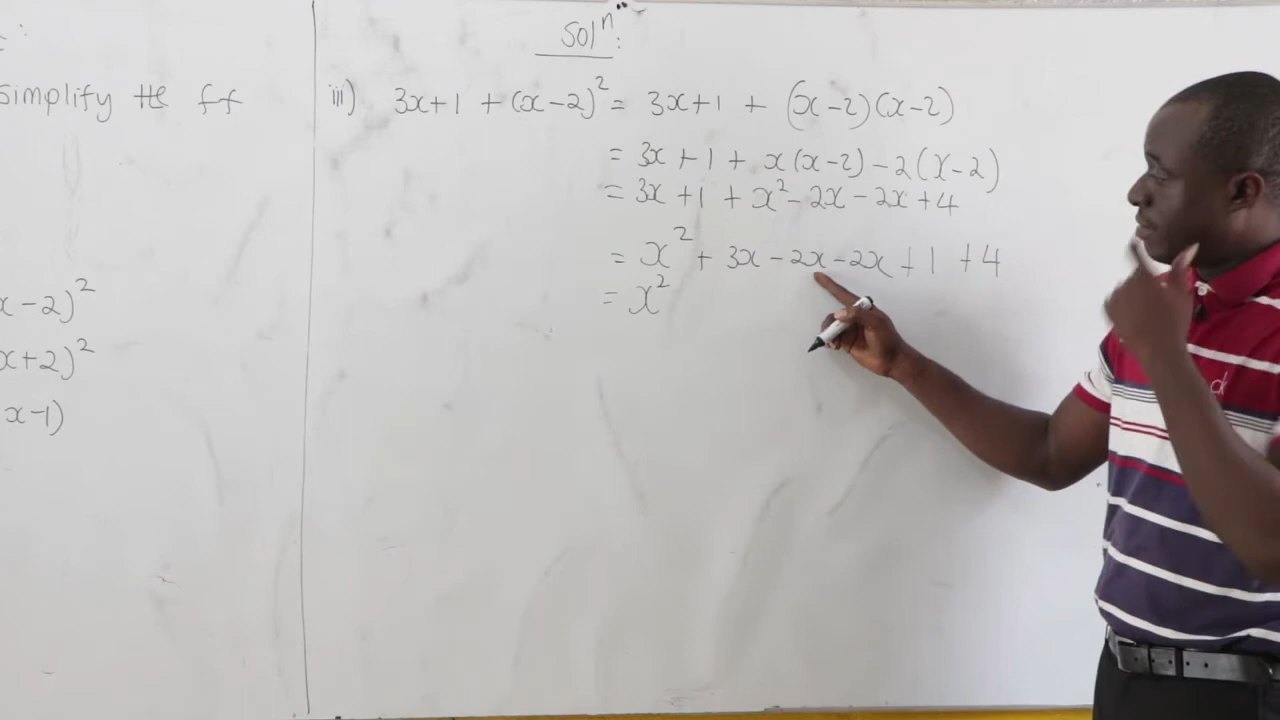 simplify the ff
x-2)²
x+2)²
x-1)
Solⁿ:
iii) 3x+1 + (x-2)² = 3x+1 + (x-2)(x-2)
= 3x + 1 + x(x-2) - 2(x-2)
= 3x + 1 + x² - 2x - 2x + 4
= x² + 3x - 2x - 2x + 1 + 4
= x²